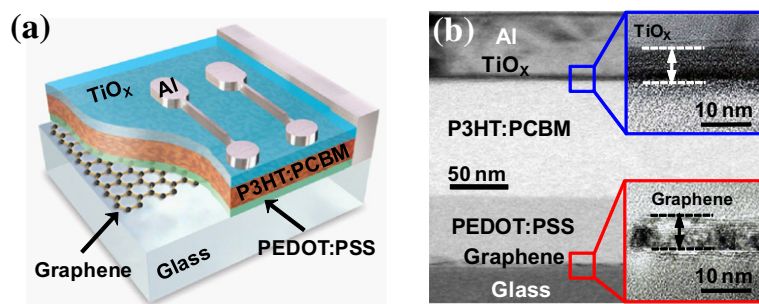 (a)
TiOX
Al
P3HT:PCBM
PEDOT:PSS
Graphene
Glass
(b)
Al
TiOX
P3HT:PCBM
50 nm
PEDOT:PSS
Graphene
Glass
TiOX
10 nm
Graphene
10 nm